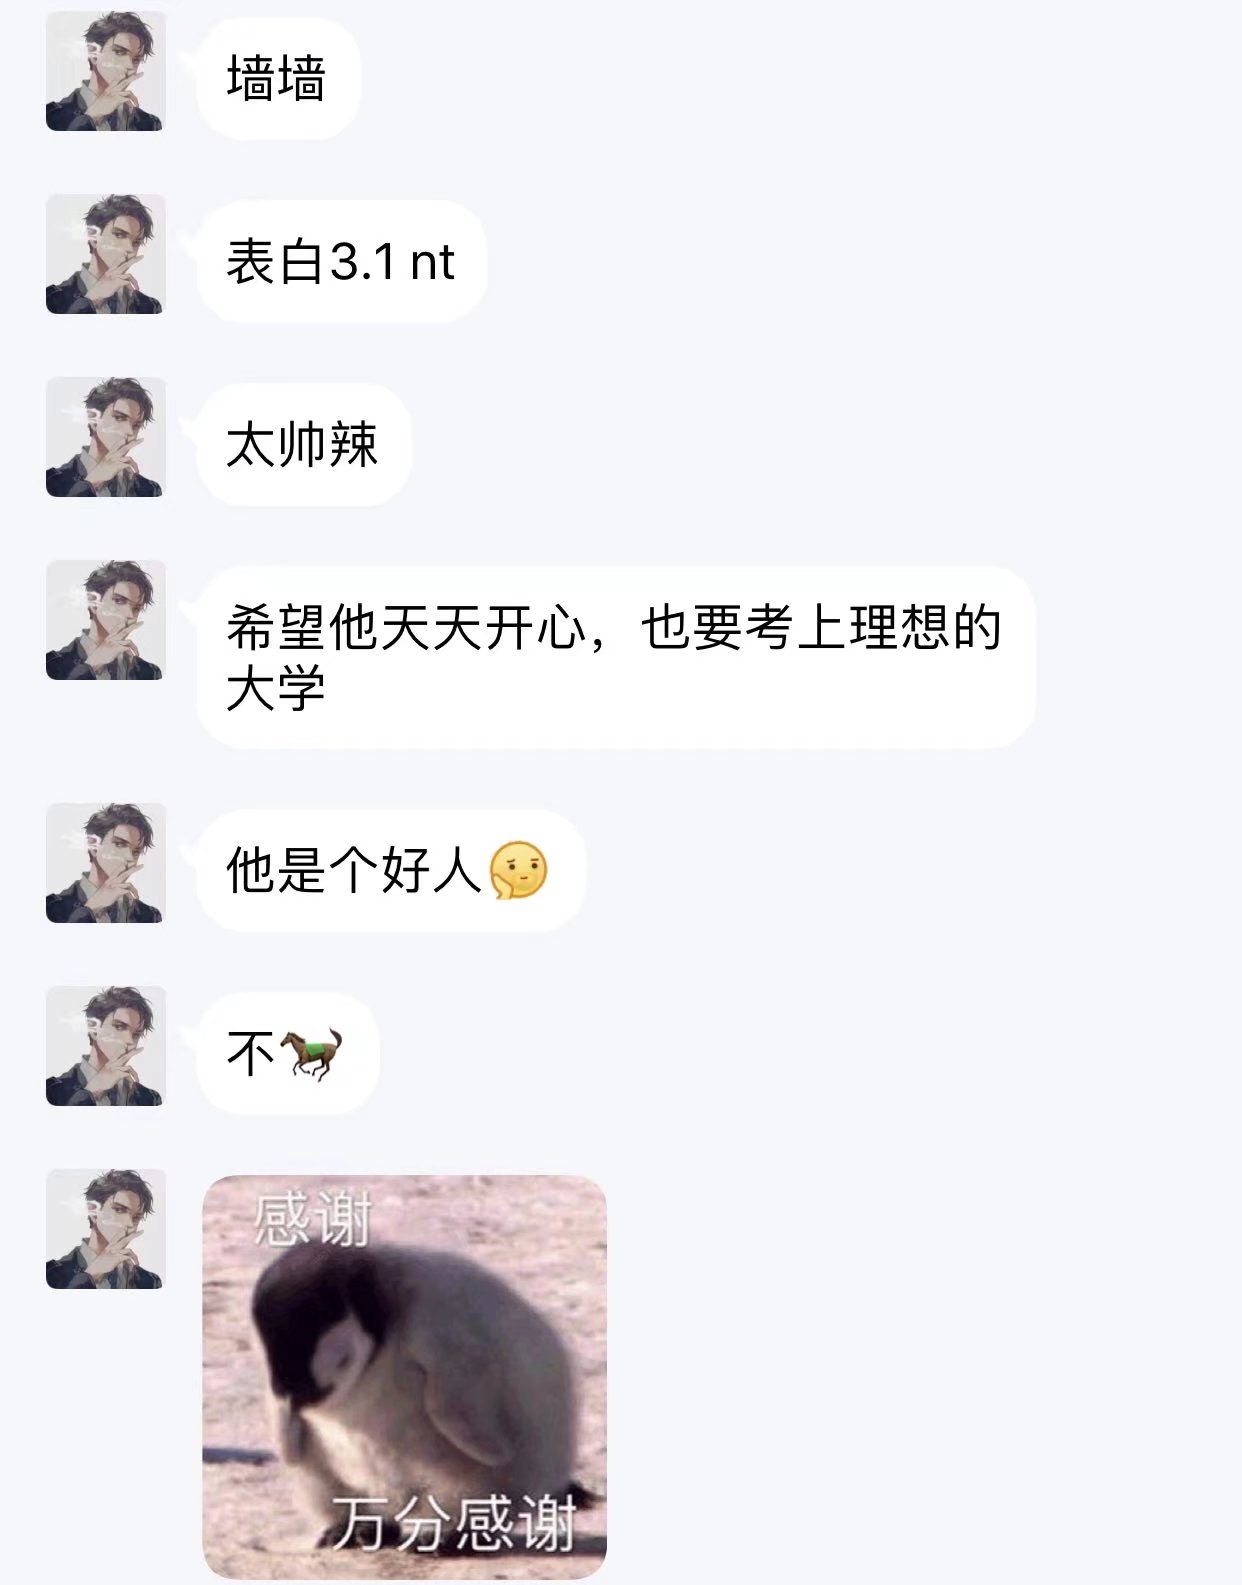 墙墙
表白3.1 nt
太帅辣
希望他天天开心，也要考上理想的
大学
他是个好人
不🐎
感谢
万分感谢